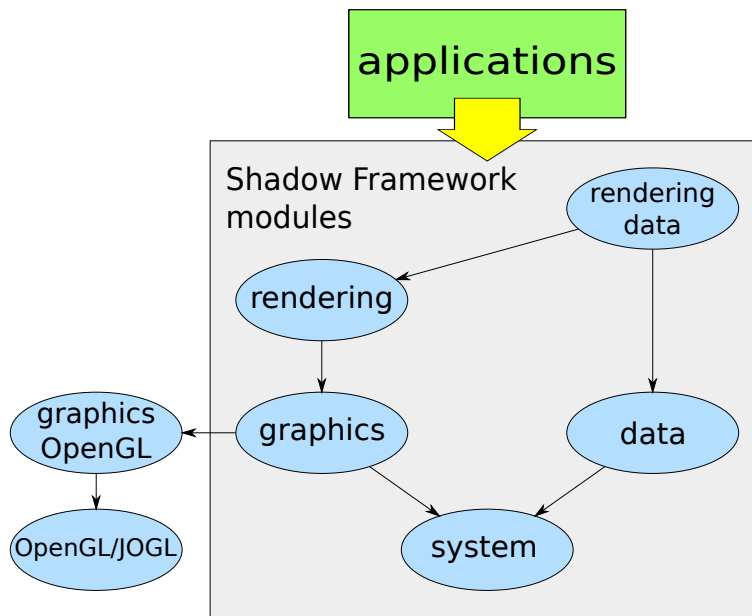 applications
Shadow Framework
modules
rendering
data
rendering
graphics
OpenGL
graphics
data
OpenGL/JOGL
system